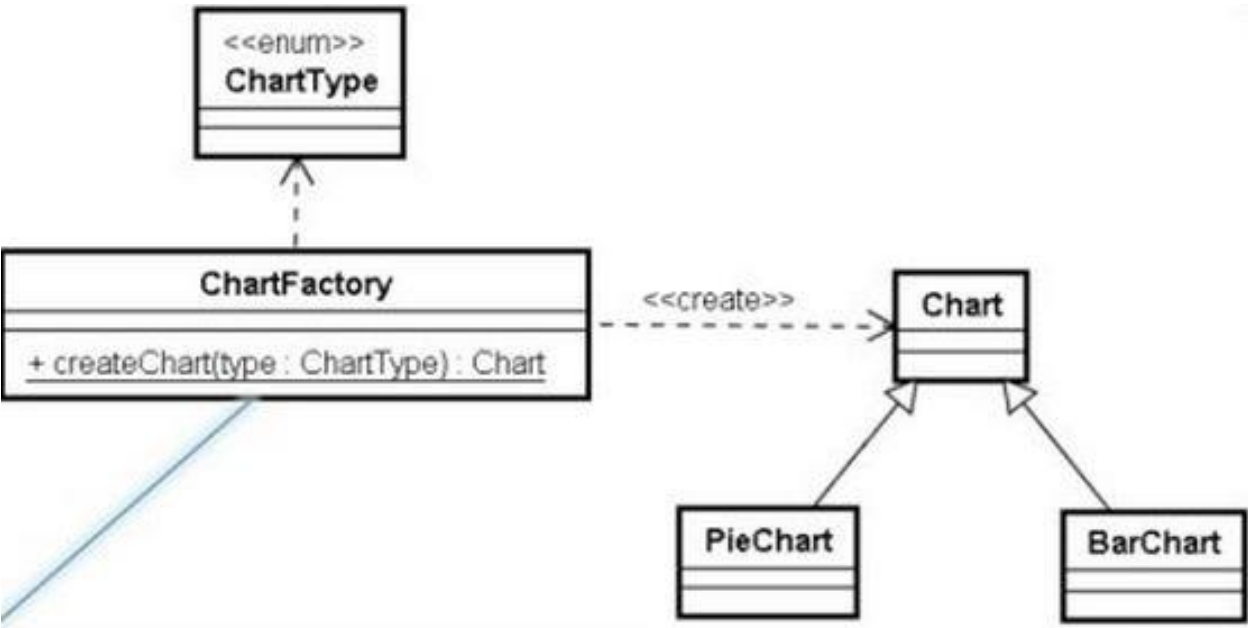 <<enum>>
ChartType
ChartFactory
+ createChart(type : ChartType) : Chart
<<create>>
Chart
PieChart
BarChart